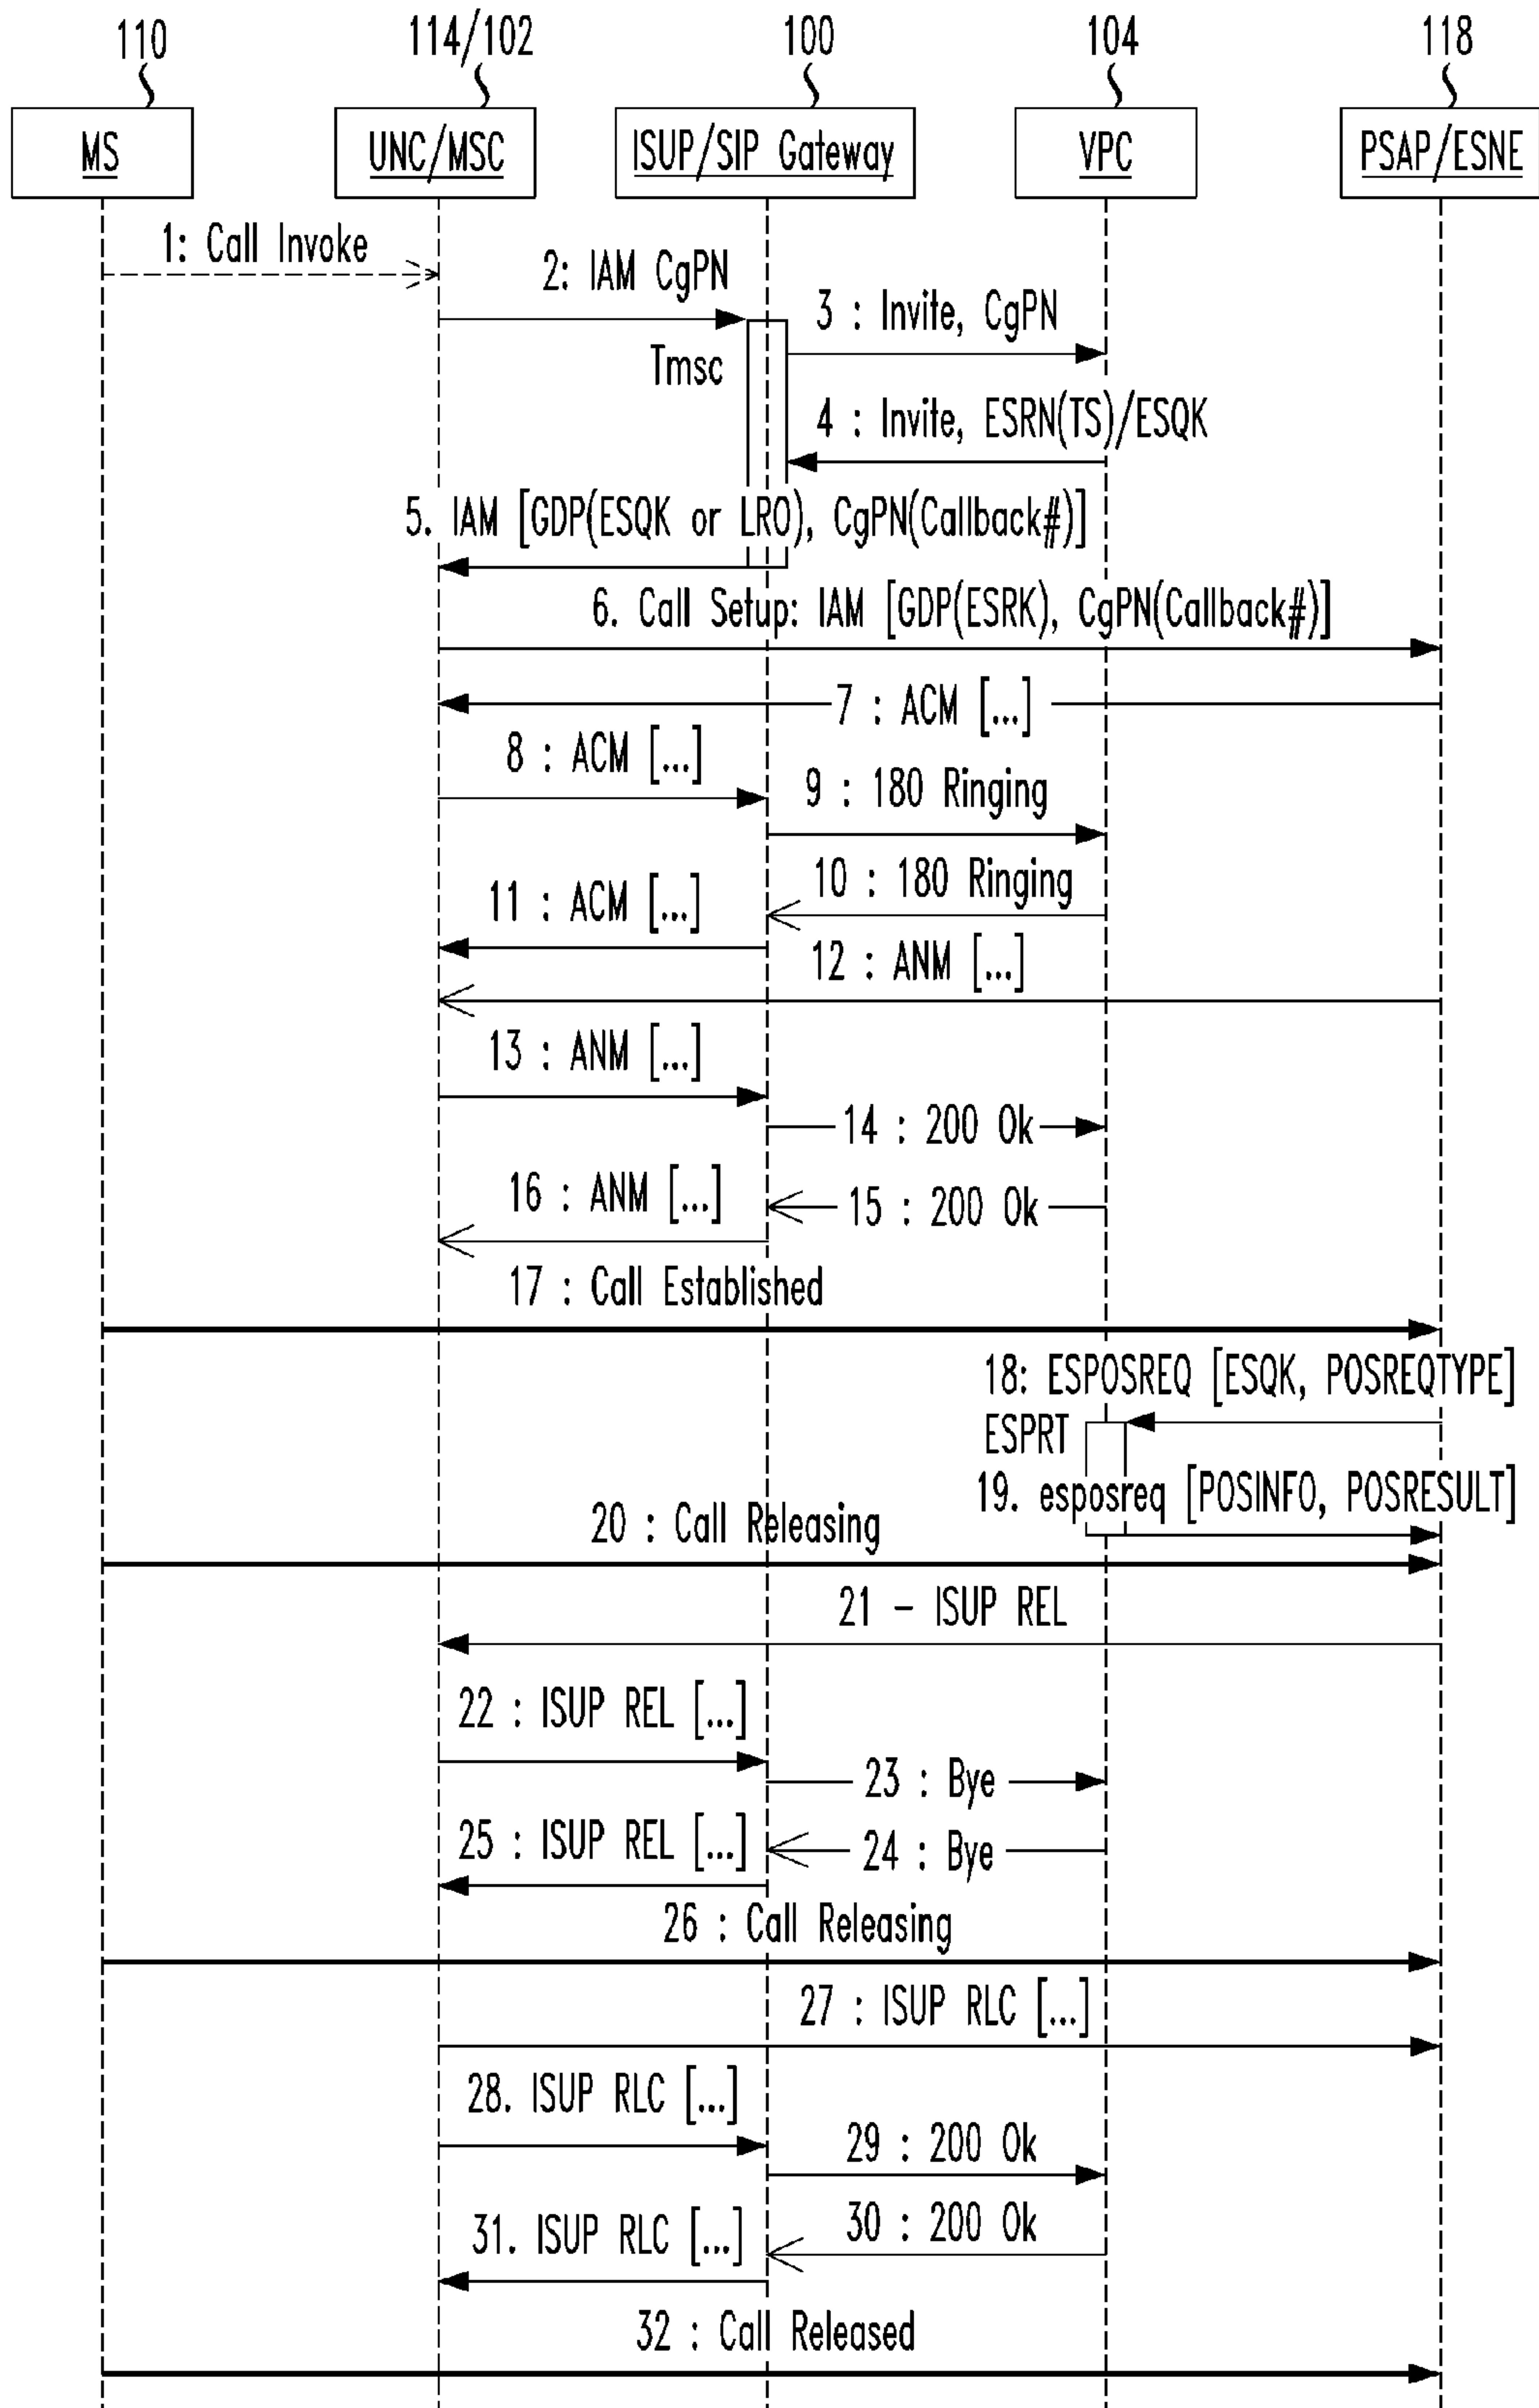 110
114/102
100
104
118
MS
UNC/MSC
ISUP/SIP Gateway
VPC
PSAP/ESNE
1: Call Invoke
2: IAM CgPN
3 : Invite, CgPN
Tmsc
4 : Invite, ESRN(TS)/ESQK
5. IAM [GDP(ESQK or LRO), CgPN(Callback#)]
6. Call Setup: IAM [GDP(ESRK), CgPN(Callback#)]
7 : ACM [...]
8 : ACM [...]
9 : 180 Ringing
10 : 180 Ringing
11 : ACM [...]
12 : ANM [...]
13 : ANM [...]
14 : 200 Ok
16 : ANM [...]
15 : 200 Ok
17 : Call Established
18: ESPOSREQ [ESQK, POSREQTYPE]
ESPRT
19. esposreq [POSINFO, POSRESULT]
20 : Call Releasing
21 - ISUP REL
22 : ISUP REL [...]
23 : Bye
25 : ISUP REL [...]
24 : Bye
26 : Call Releasing
27 : ISUP RLC [...]
28. ISUP RLC [...]
29 : 200 Ok
30 : 200 Ok
31. ISUP RLC [...]
32 : Call Released